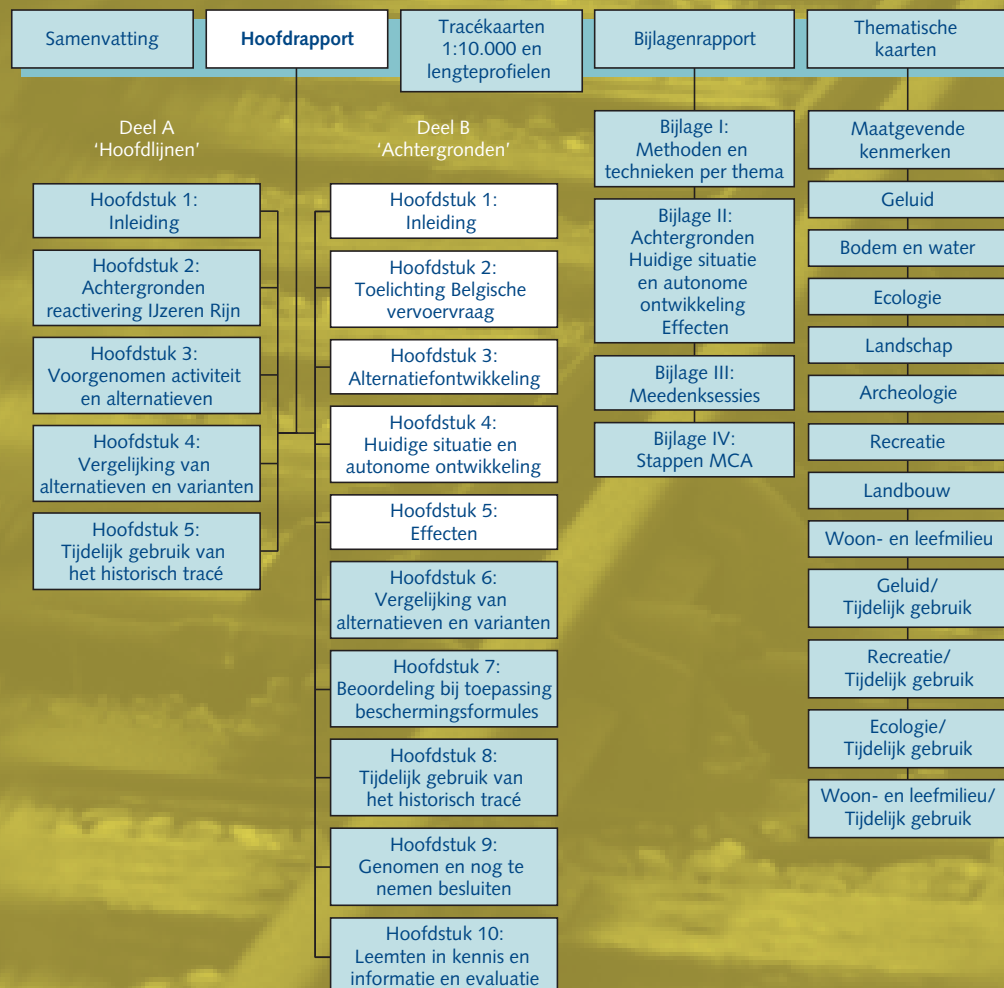 Samenvatting
Hoofdrapport
Tracékaarten
1:10.000 en
lengteprofielen
Bijlagenrapport
Thematische
kaarten
Deel A
‘Hoofdlijnen’
Hoofdstuk 1:
Inleiding
Hoofdstuk 2:
Achtergronden
reactivering IJzeren Rijn
Hoofdstuk 3:
Voorgenomen activiteit
en alternatieven
Hoofdstuk 4:
Vergelijking van
alternatieven en varianten
Hoofdstuk 5:
Tijdelijk gebruik van
het historisch tracé
Deel B
‘Achtergronden’
Hoofdstuk 1:
Inleiding
Hoofdstuk 2:
Toelichting Belgische
vervoervraag
Hoofdstuk 3:
Alternatiefontwikkeling
Hoofdstuk 4:
Huidige situatie en
autonome ontwikkeling
Hoofdstuk 5:
Effecten
Hoofdstuk 6:
Vergelijking van
alternatieven en varianten
Hoofdstuk 7:
Beoordeling bij toepassing
beschermingsformules
Hoofdstuk 8:
Tijdelijk gebruik van
het historisch tracé
Hoofdstuk 9:
Genomen en nog te
nemen besluiten
Hoofdstuk 10:
Leemten in kennis en
informatie en evaluatie
Bijlage I:
Methoden en
technieken per thema
Bijlage II:
Achtergronden
Huidige situatie
en autonome
ontwikkeling
Effecten
Bijlage III:
Meedenksessies
Bijlage IV:
Stappen MCA
Maatgevende
kenmerken
Geluid
Bodem en water
Ecologie
Landschap
Archeologie
Recreatie
Landbouw
Woon- en leefmilieu
Geluid/
Tijdelijk gebruik
Recreatie/
Tijdelijk gebruik
Ecologie/
Tijdelijk gebruik
Woon- en leefmilieu/
Tijdelijk gebruik